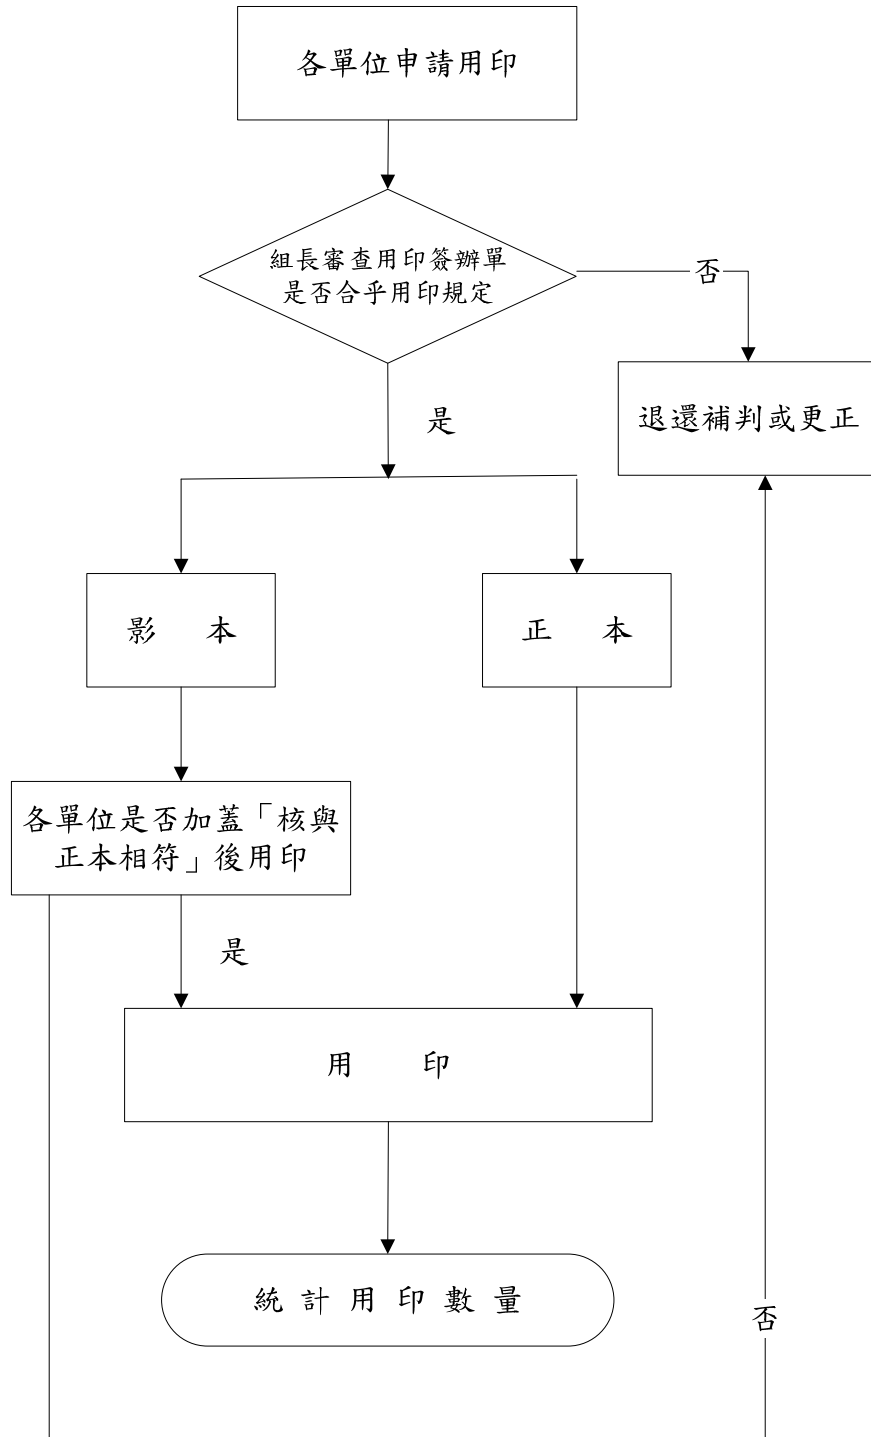 各單位申請用印
組長審查用印簽辦單
是否合乎用印規定
否
退還補判或更正
是
影 本
正 本
各單位是否加蓋「核與
正本相符」後用印
是
用 印
統計用印數量
否